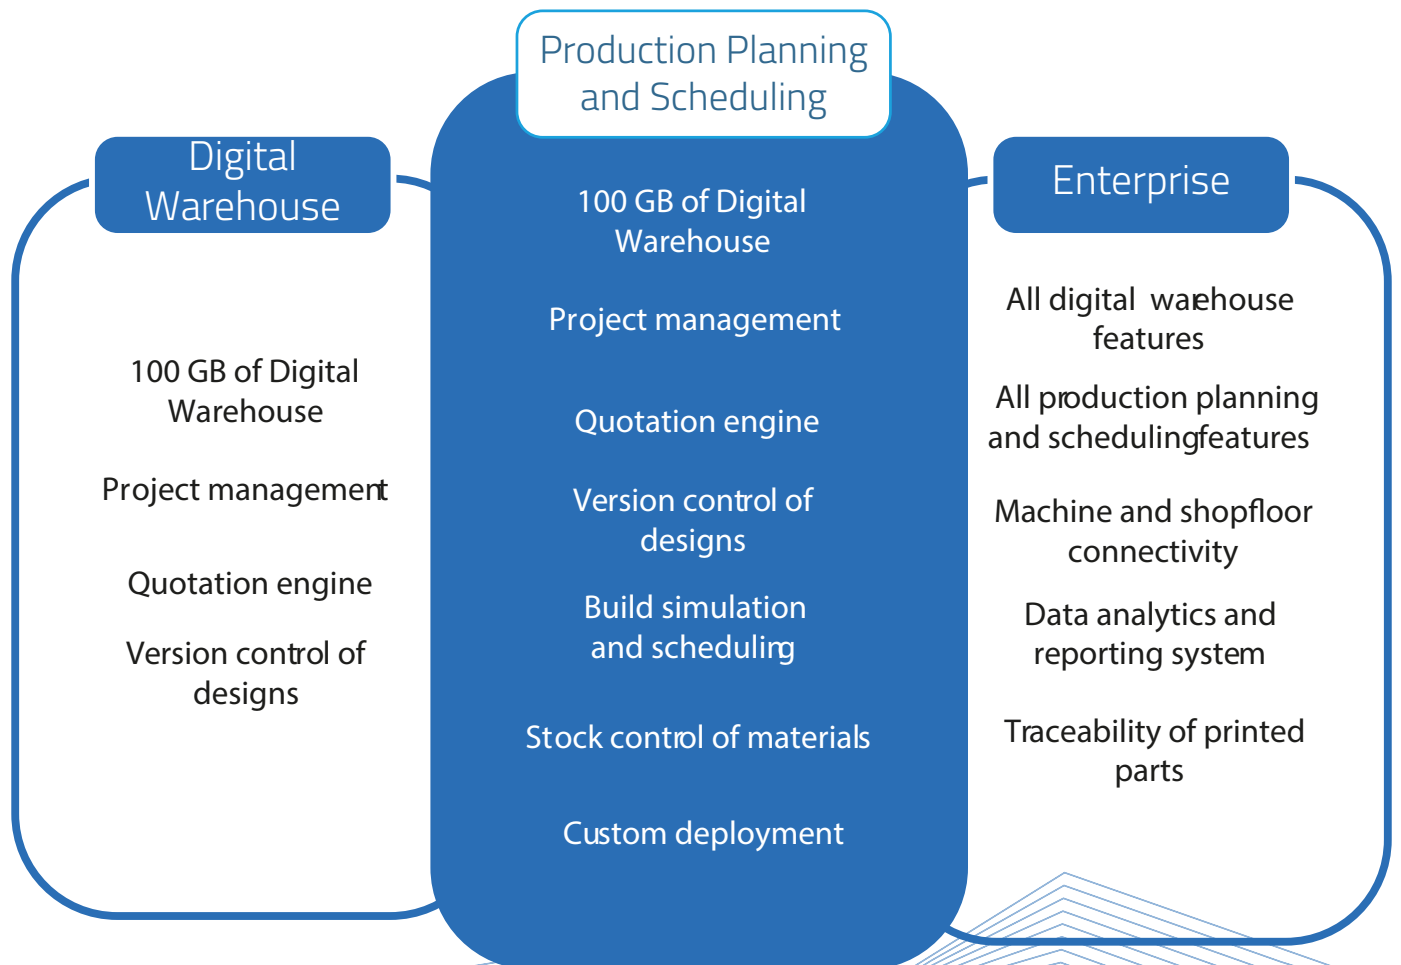 Digital
Warehouse
100 GB of Digital
Warehouse
Project management
Quotation engine
Version control of
designs
Production Planning
and Scheduling
100 GB of Digital
Warehouse
Project management
Quotation engine
Version control of
designs
Build simulation
and scheduling
Stock control of materials
Custom deployment
Enterprise
All digital warehouse
features
All production planning
and schedulingfeatures
Machine and shopfloor
connectivity
Data analytics and
reporting system
Traceability of printed
parts